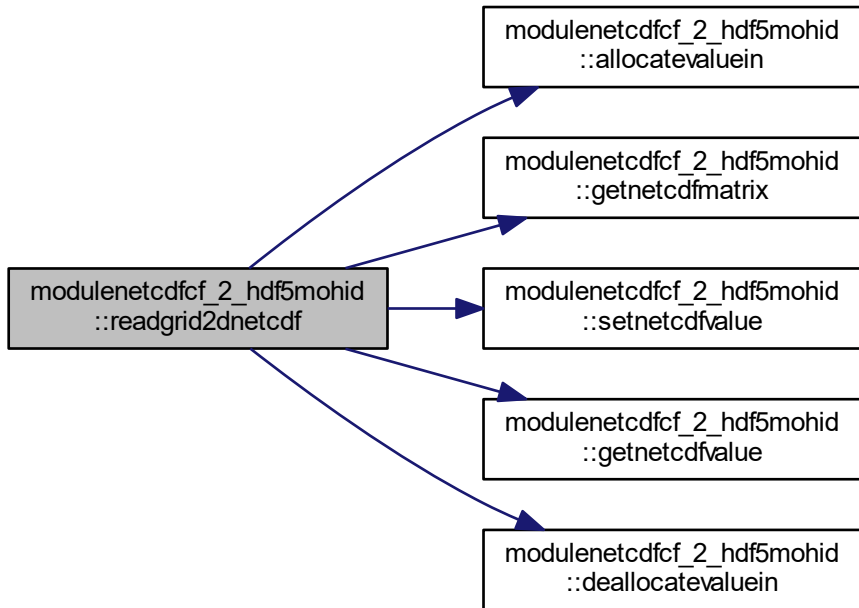 modulenetcdfcf_2_hdf5mohid
::allocatevaluein
modulenetcdfcf_2_hdf5mohid
::getnetcdfmatrix
modulenetcdfcf_2_hdf5mohid
::readgrid2dnetcdf
modulenetcdfcf_2_hdf5mohid
::setnetcdfvalue
modulenetcdfcf_2_hdf5mohid
::getnetcdfvalue
modulenetcdfcf_2_hdf5mohid
::deallocatevaluein